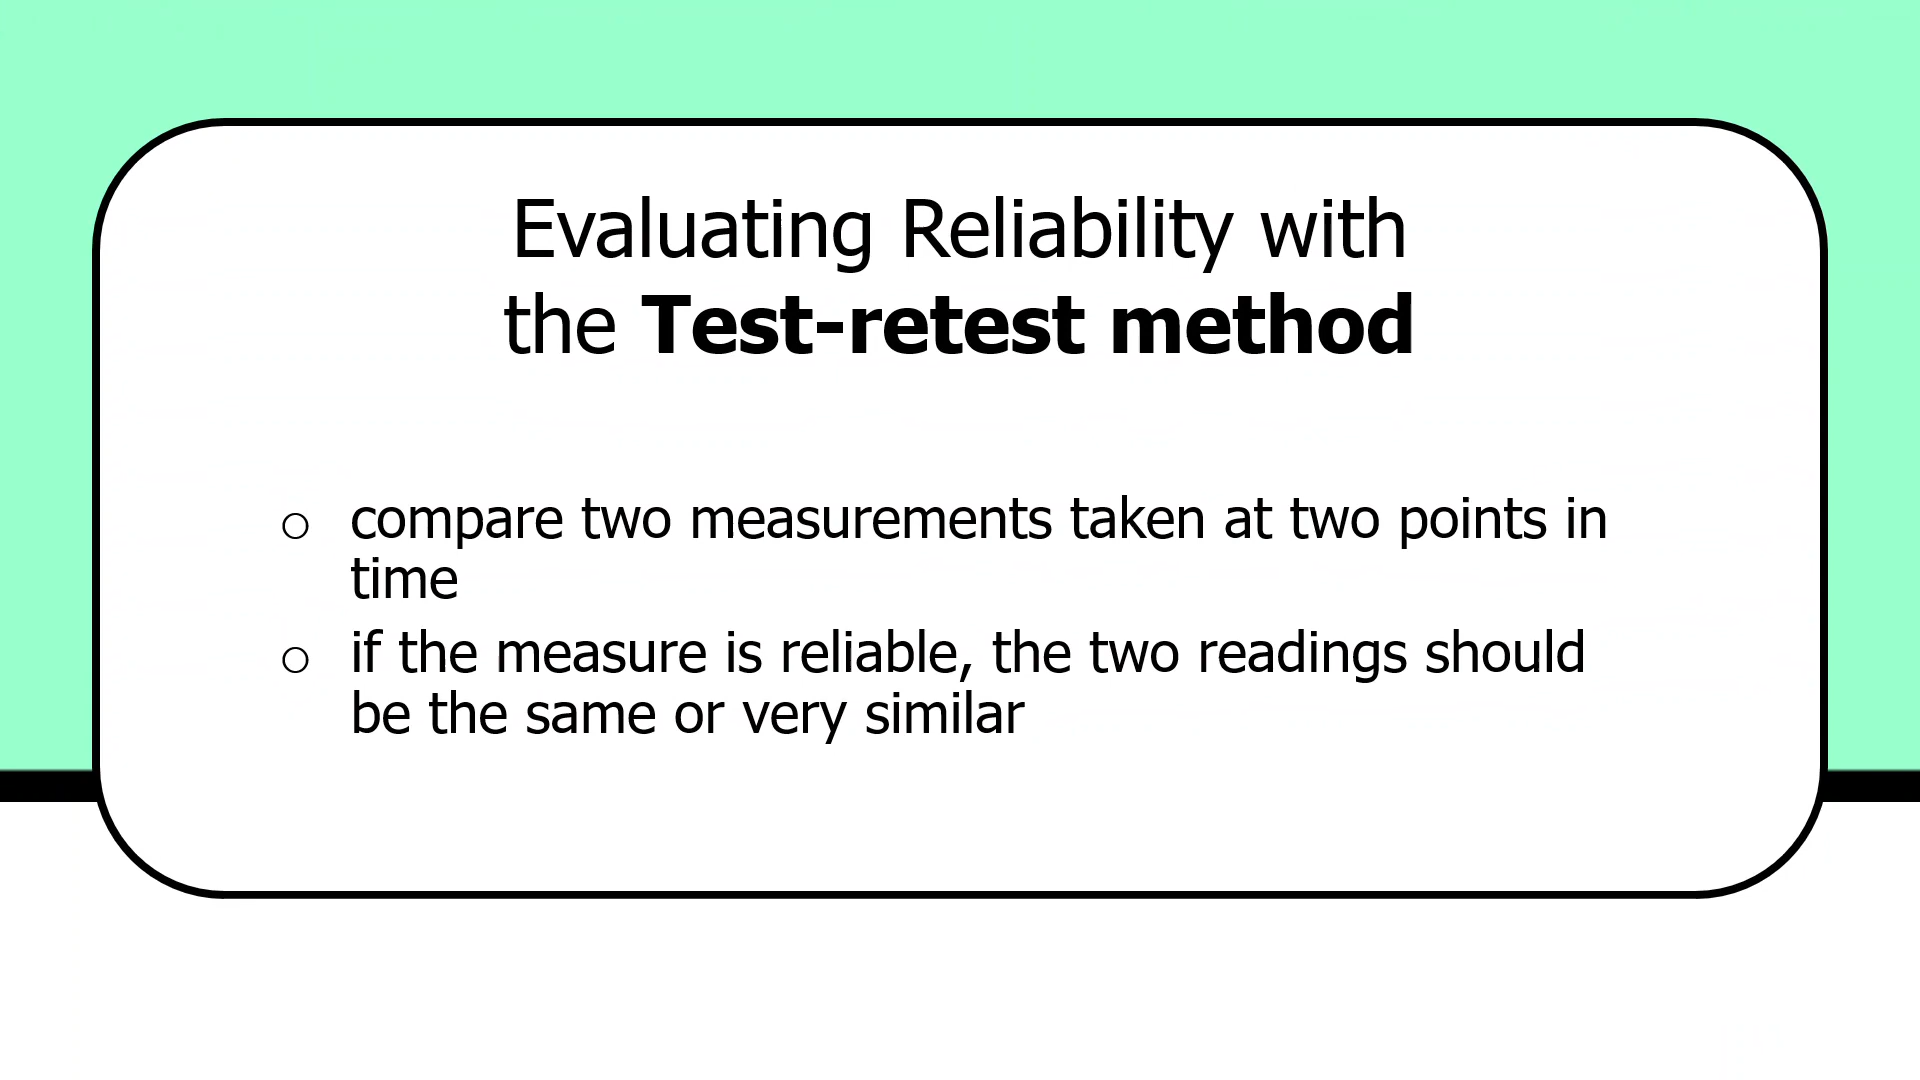 Evaluating Reliability with
the Test-retest method
○ compare two measurements taken at two points in
time
○ if the measure is reliable, the two readings should
be the same or very similar